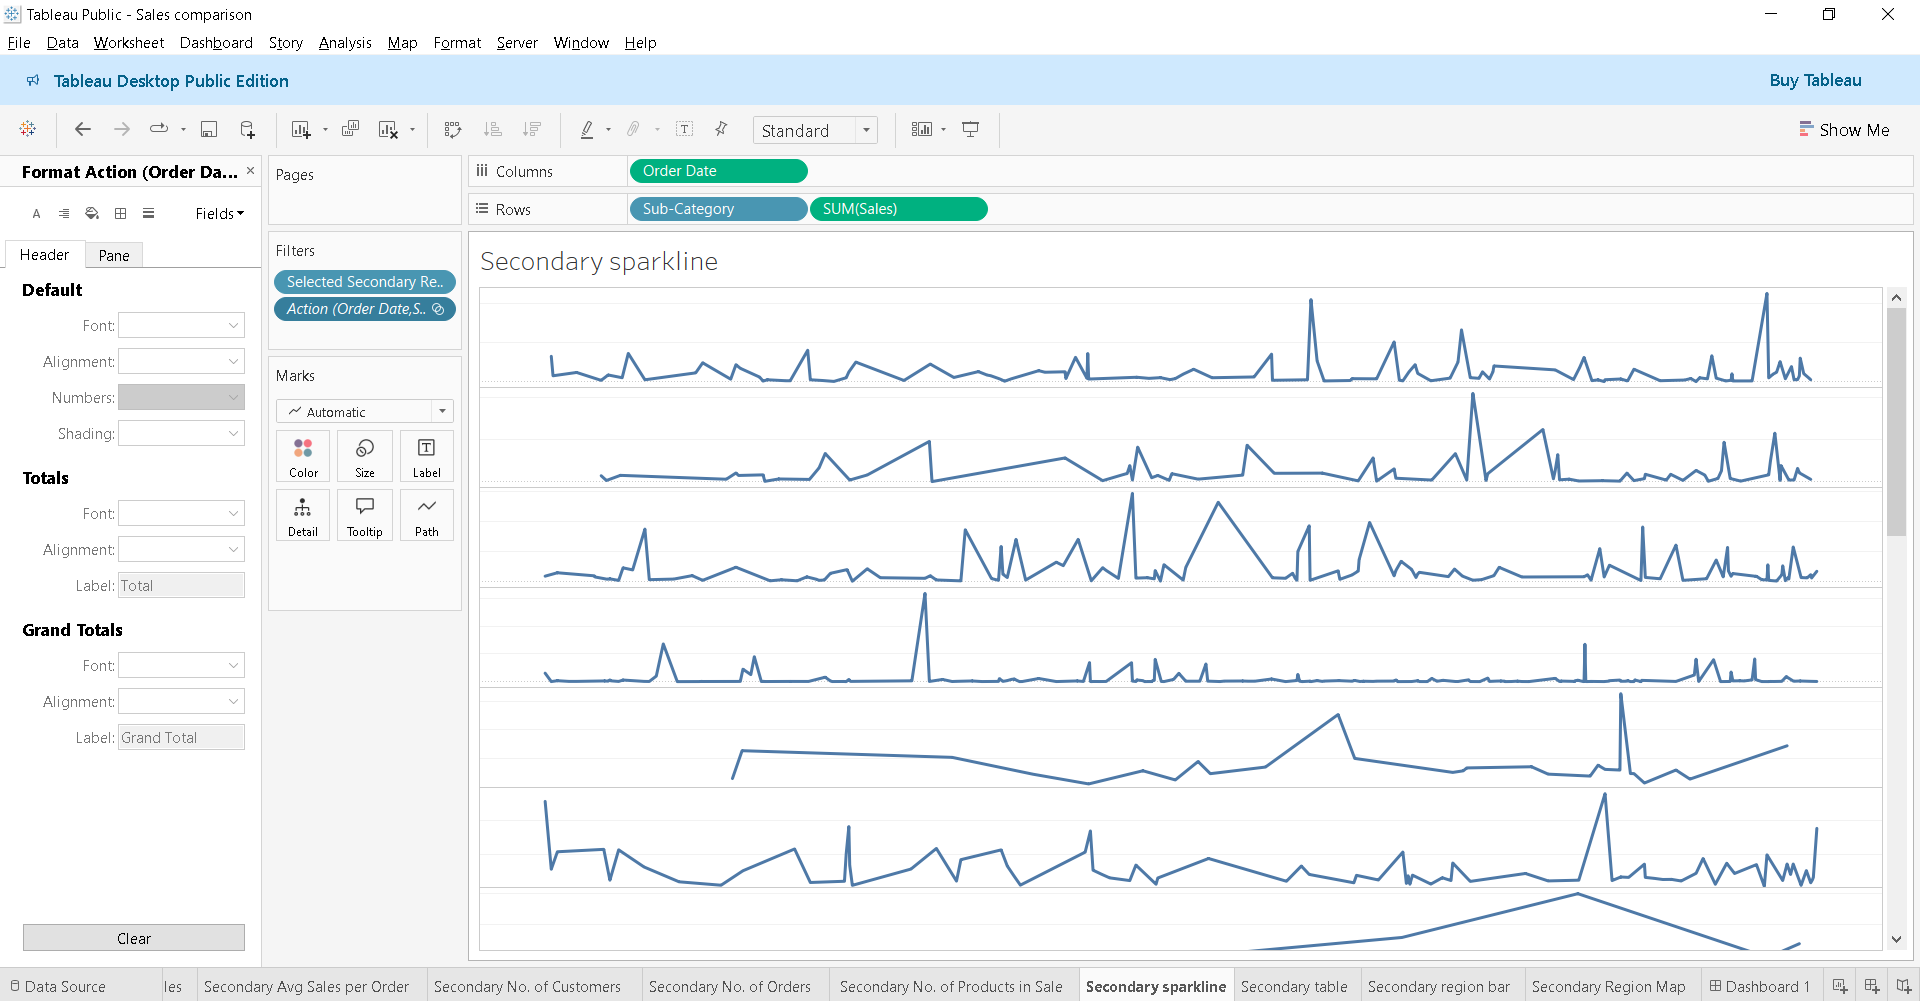 Tableau Public - Sales comparison
File Data Worksheet Dashboard Story Analysis Map Format Server Window Help
Tableau Desktop Public Edition
Buy Tableau
Standard
Show Me
Format Action (Order Da...
Fields
Header Pane
Default
Font:
Alignment:
Numbers:
Shading:
Totals
Font:
Alignment:
Label: Total
Grand Totals
Font:
Alignment:
Label: Grand Total
Clear
Pages
Filters
Selected Secondary Re..
Action (Order Date,S..
Marks
Automatic
Color Size Label
Detail Tooltip Path
Columns Order Date
Rows Sub-Category SUM(Sales)
Secondary sparkline
Data Source les Secondary Avg Sales per Order Secondary No. of Customers Secondary No. of Orders Secondary No. of Products in Sale Secondary sparkline Secondary table Secondary region bar Secondary Region Map Dashboard 1